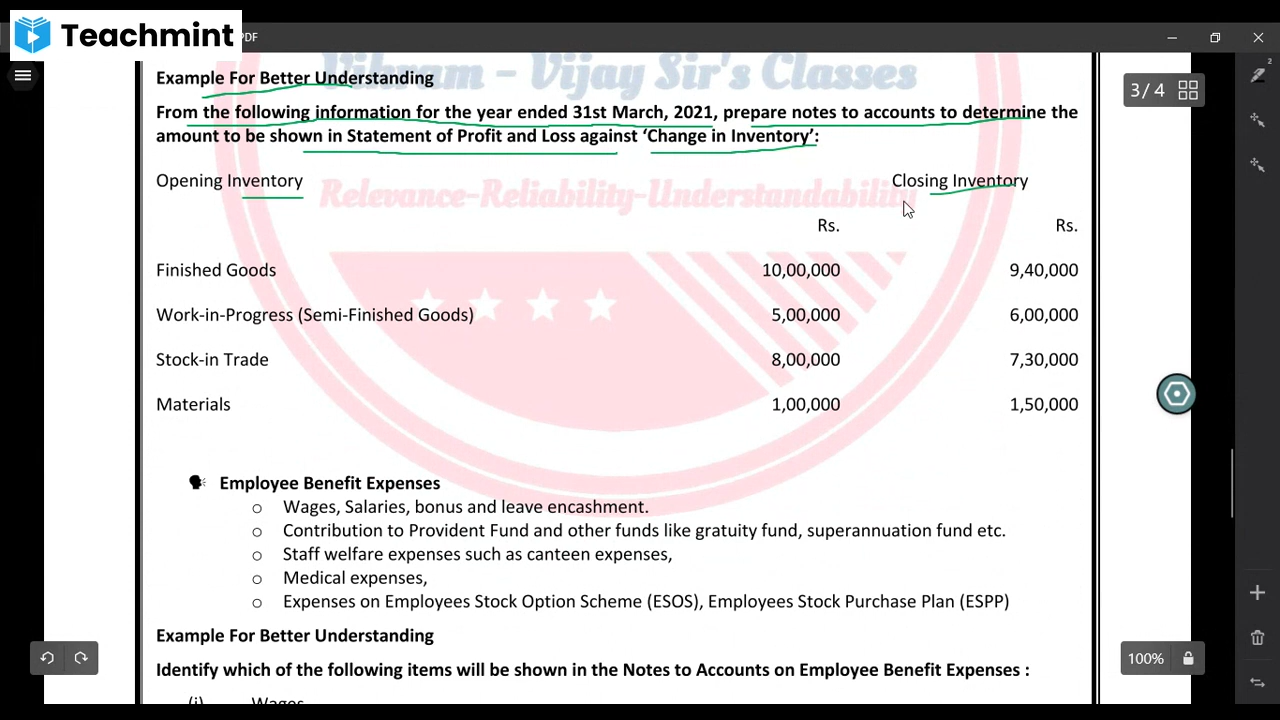 Teachmint
PDF
Vikram – Vijay Sir's Classes
Example For Better Understanding
3/4
From the following information for the year ended 31st March, 2021, prepare notes to accounts to determine the
amount to be shown in Statement of Profit and Loss against ‘Change in Inventory’:
Opening Inventory Closing Inventory
Relevance-Reliability-Understandability
Rs. Rs.
Finished Goods 10,00,000 9,40,000
Work-in-Progress (Semi-Finished Goods) 5,00,000 6,00,000
Stock-in Trade 8,00,000 7,30,000
Materials 1,00,000 1,50,000
Employee Benefit Expenses
o Wages, Salaries, bonus and leave encashment.
o Contribution to Provident Fund and other funds like gratuity fund, superannuation fund etc.
o Staff welfare expenses such as canteen expenses,
o Medical expenses,
o Expenses on Employees Stock Option Scheme (ESOS), Employees Stock Purchase Plan (ESPP)
Example For Better Understanding
100%
Identify which of the following items will be shown in the Notes to Accounts on Employee Benefit Expenses :
(i) Wages